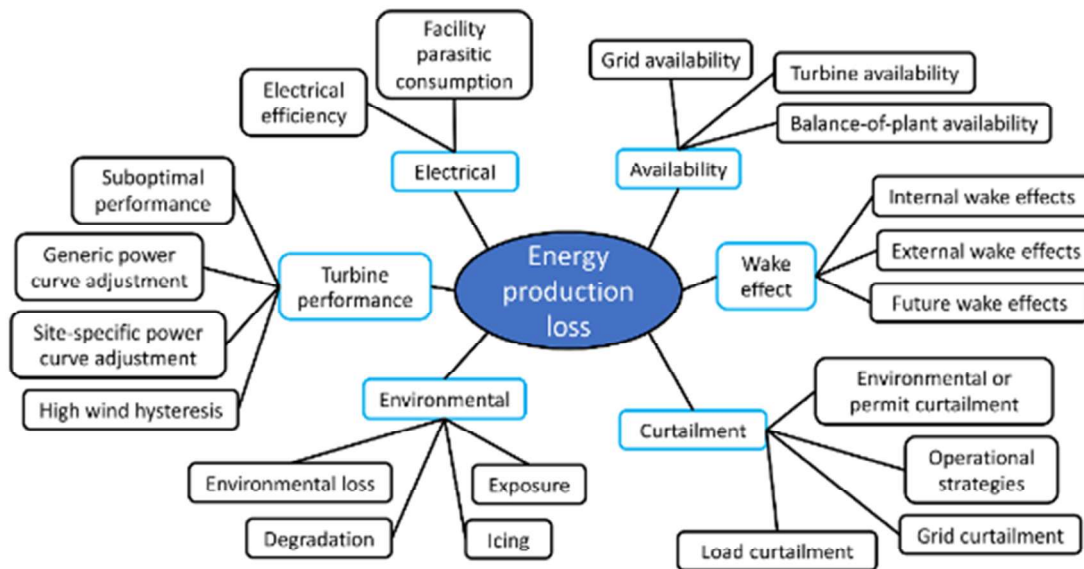 Facility
parasitic
consumption
Grid availability
Turbine availability
Electrical
efficiency
Balance-of-plant availability
Electrical
Availability
Suboptimal
performance
Internal wake effects
Generic power
curve adjustment
Turbine
performance
Energy
production
loss
Wake
effect
External wake effects
Future wake effects
Site-specific power
curve adjustment
High wind hysteresis
Environmental
Curtailment
Environmental or
permit curtailment
Environmental loss
Exposure
Operational
strategies
Degradation
Icing
Load curtailment
Grid curtailment